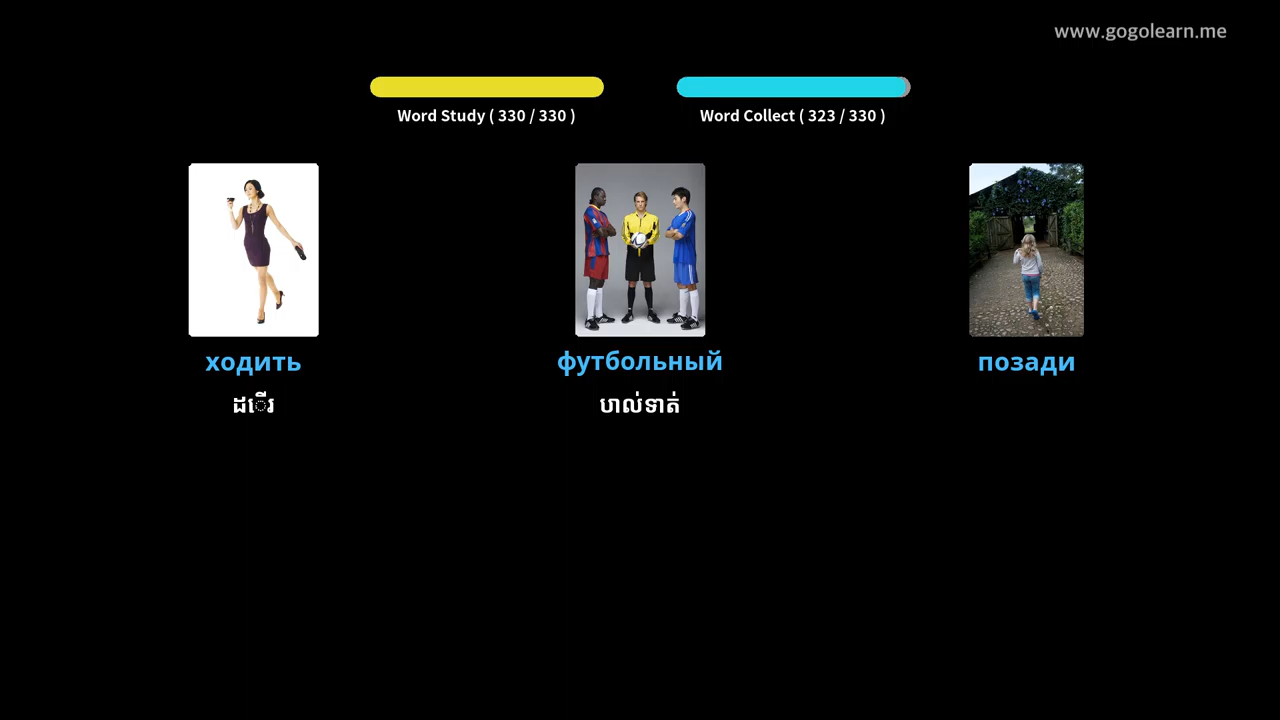 www.gogolearn.me
Word Study ( 330 / 330 )
Word Collect ( 323 / 330 )
ходить
футбольный
позади
ដើរ
បាល់ទាត់